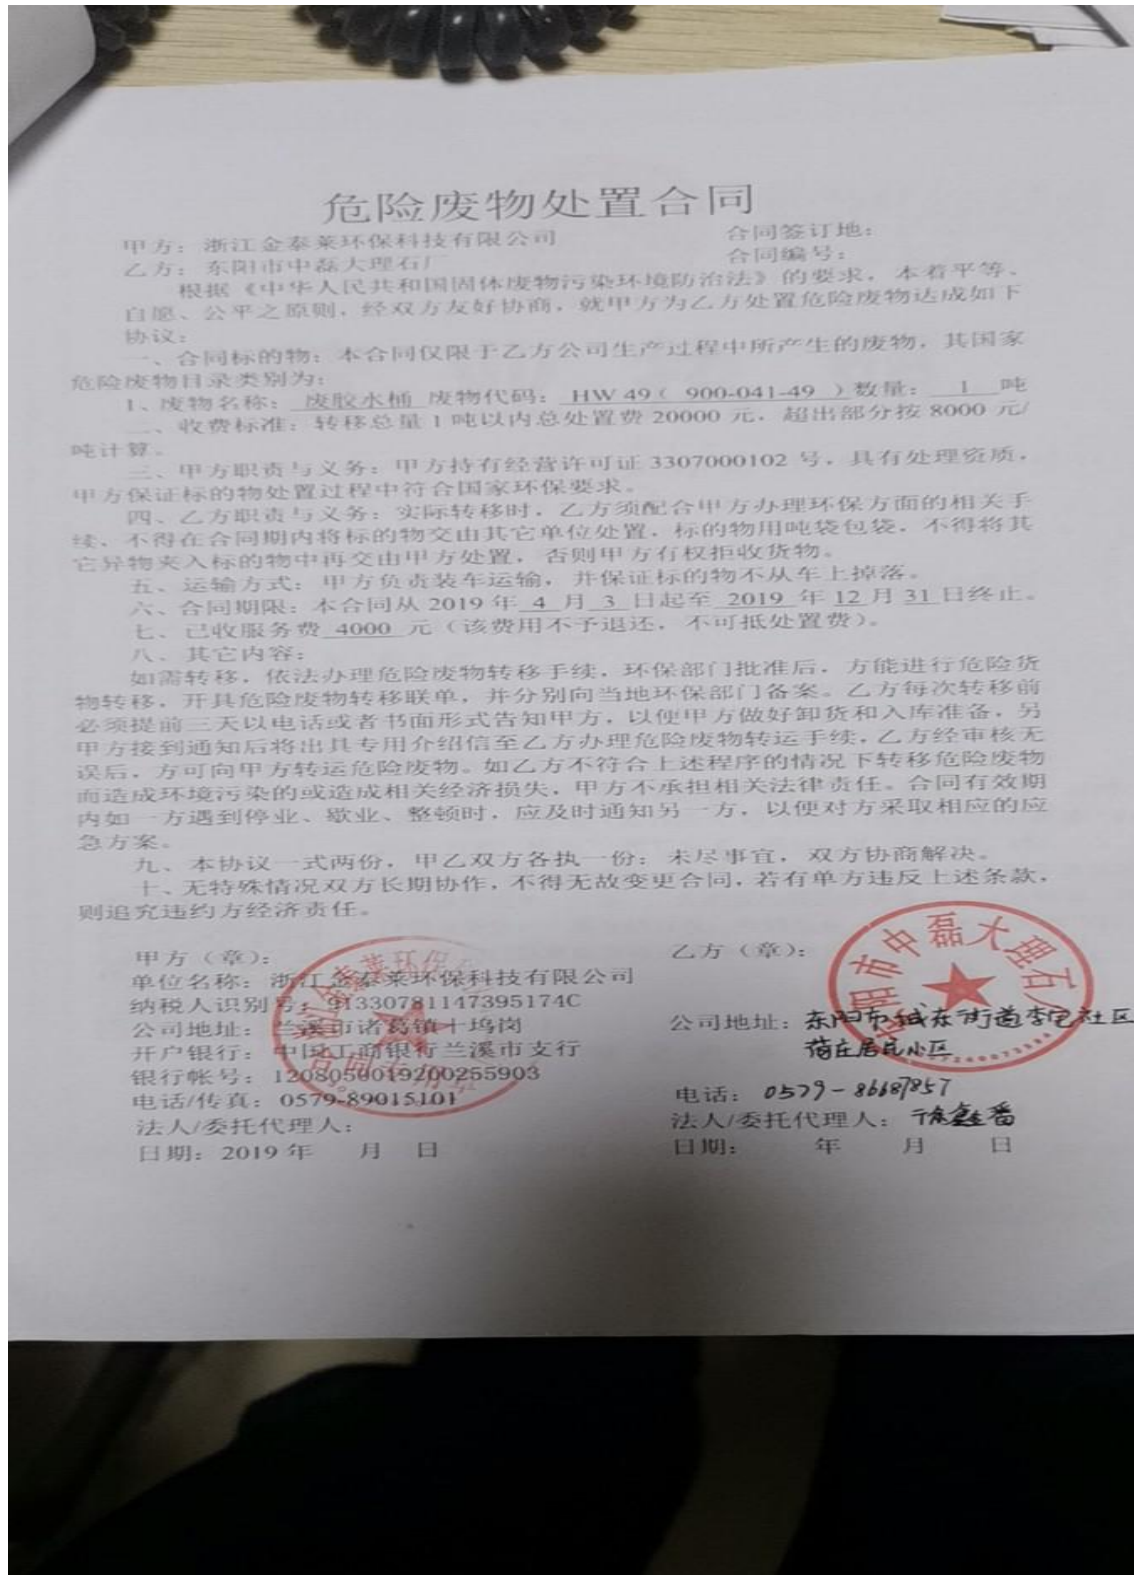 危险废物处置合同
甲方：浙江金泰莱环保科技有限公司 合同签订地：
乙方：东阳市中磊大理石厂 合同编号：
根据《中华人民共和国固体废物污染环境防治法》的要求，本着平等、
自愿、公平之原则，经双方友好协商，就甲方为乙方处置危险废物达成如下
协议：
一、合同标的物：本合同仅限于乙方公司生产过程中所产生的废物，其国家
危险废物目录类别为：
1、废物名称：废胶水桶 废物代码：HW 49（ 900-041-49 ）数量： 1 吨
二、收费标准：转移总量1吨以内总处置费20000元，超出部分按8000元/
吨计算。
三、甲方职责与义务：甲方持有经营许可证3307000102号，具有处理资质，
甲方保证标的物处置过程中符合国家环保要求。
四、乙方职责与义务：实际转移时，乙方须配合甲方办理环保方面的相关手
续、不得在合同期内将标的物交由其它单位处置，标的物用吨袋包装，不得将其
它异物夹入标的物中再交由甲方处置，否则甲方有权拒收货物。
五、运输方式：甲方负责装车运输，并保证标的物不从车上掉落。
六、合同期限：本合同从2019年 4 月 3 日起至 2019 年 12 月 31 日终止。
七、已收服务费 4000 元（该费用不予退还，不可抵处置费）。
八、其它内容：
如需转移，依法办理危险废物转移手续，环保部门批准后，方能进行危险货
物转移，开具危险废物转移联单，并分别向当地环保部门备案。乙方每次转移前
必须提前三天以电话或者书面形式告知甲方，以便甲方做好卸货和入库准备，另
甲方接到通知后将出具专用介绍信至乙方办理危险废物转运手续，乙方经审核无
误后，方可向甲方转运危险废物。如乙方不符合上述程序的情况下转移危险废物
而造成环境污染的或造成相关经济损失，甲方不承担相关法律责任。合同有效期
内如一方遇到停业、歇业、整顿时，应及时通知另一方，以便对方采取相应的应
急方案。
九、本协议一式两份，甲乙双方各执一份；未尽事宜，双方协商解决。
十、无特殊情况双方长期协作，不得无故变更合同，若有单方违反上述条款，
则追究违约方经济责任。
甲方（章）： 乙方（章）：
单位名称：浙江金泰莱环保科技有限公司
纳税人识别号：91330781147395174C
公司地址：兰溪市诸葛镇十坞岗 公司地址：东阳市城东街道李宅社区
荷庄居民小区
开户银行：中国工商银行兰溪市支行
银行帐号：1208050019200255903
电话/传真：0579-89015101 电话：0579-86687857
法人/委托代理人： 法人/委托代理人：
日期：2019年 月 日 日期： 年 月 日
东阳市中磊大理石厂